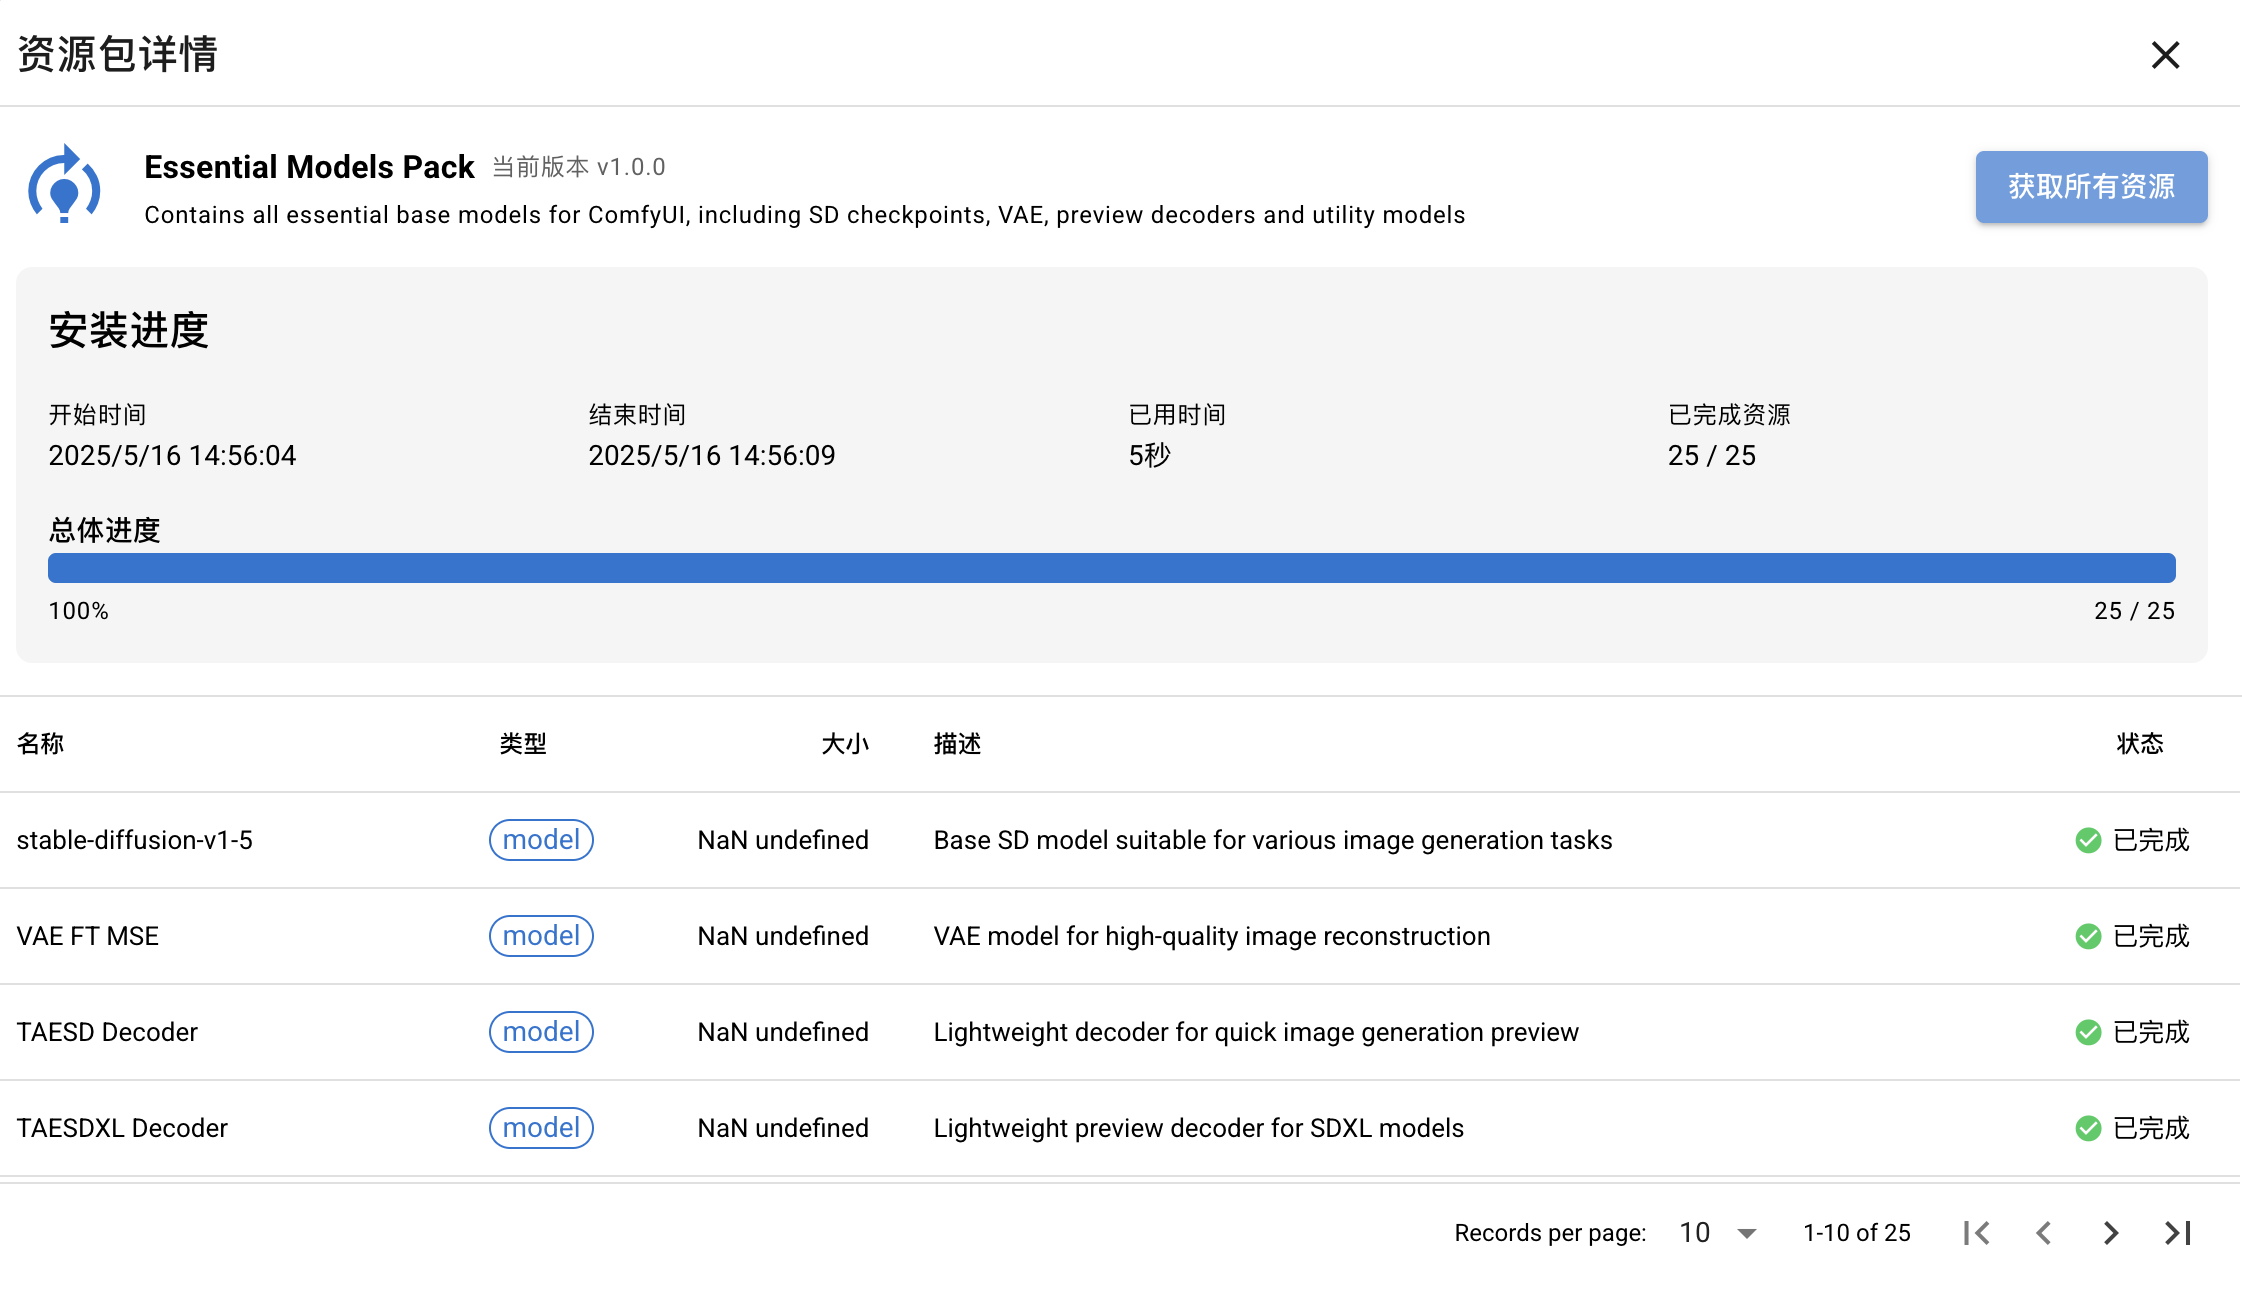 资源包详情
Essential Models Pack 当前版本 v1.0.0
Contains all essential base models for ComfyUI, including SD checkpoints, VAE, preview decoders and utility models
获取所有资源
安装进度
开始时间 结束时间 已用时间 已完成资源
2025/5/16 14:56:04 2025/5/16 14:56:09 5秒 25 / 25
总体进度
100% 25 / 25
名称 类型 大小 描述 状态
stable-diffusion-v1-5 model NaN undefined Base SD model suitable for various image generation tasks 已完成
VAE FT MSE model NaN undefined VAE model for high-quality image reconstruction 已完成
TAESD Decoder model NaN undefined Lightweight decoder for quick image generation preview 已完成
TAESDXL Decoder model NaN undefined Lightweight preview decoder for SDXL models 已完成
Records per page: 10 1-10 of 25